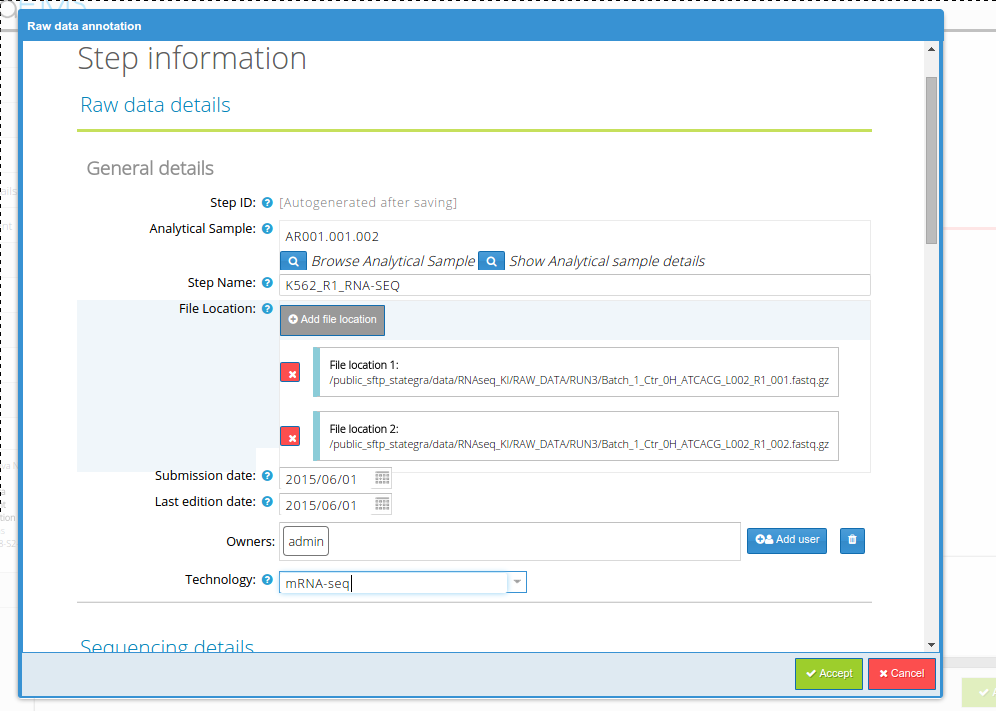 Raw data annotation
Step information
Raw data details
General details
Step ID: ? [Autogenerated after saving]
Analytical Sample: ? AR001.001.002
Browse Analytical Sample Show Analytical sample details
Step Name: ? K562_R1_RNA-SEQ
File Location: ? Add file location
File location 1:
/public_sftp_stategra/data/RNAseq_KI/RAW_DATA/RUN3/Batch_1_Ctr_0H_ATCACG_L002_R1_001.fastq.gz
File location 2:
/public_sftp_stategra/data/RNAseq_KI/RAW_DATA/RUN3/Batch_1_Ctr_0H_ATCACG_L002_R1_002.fastq.gz
Submission date: ? 2015/06/01
Last edition date: ? 2015/06/01
Owners: admin Add user
Technology: ? mRNA-seq
Sequencing details
Accept Cancel